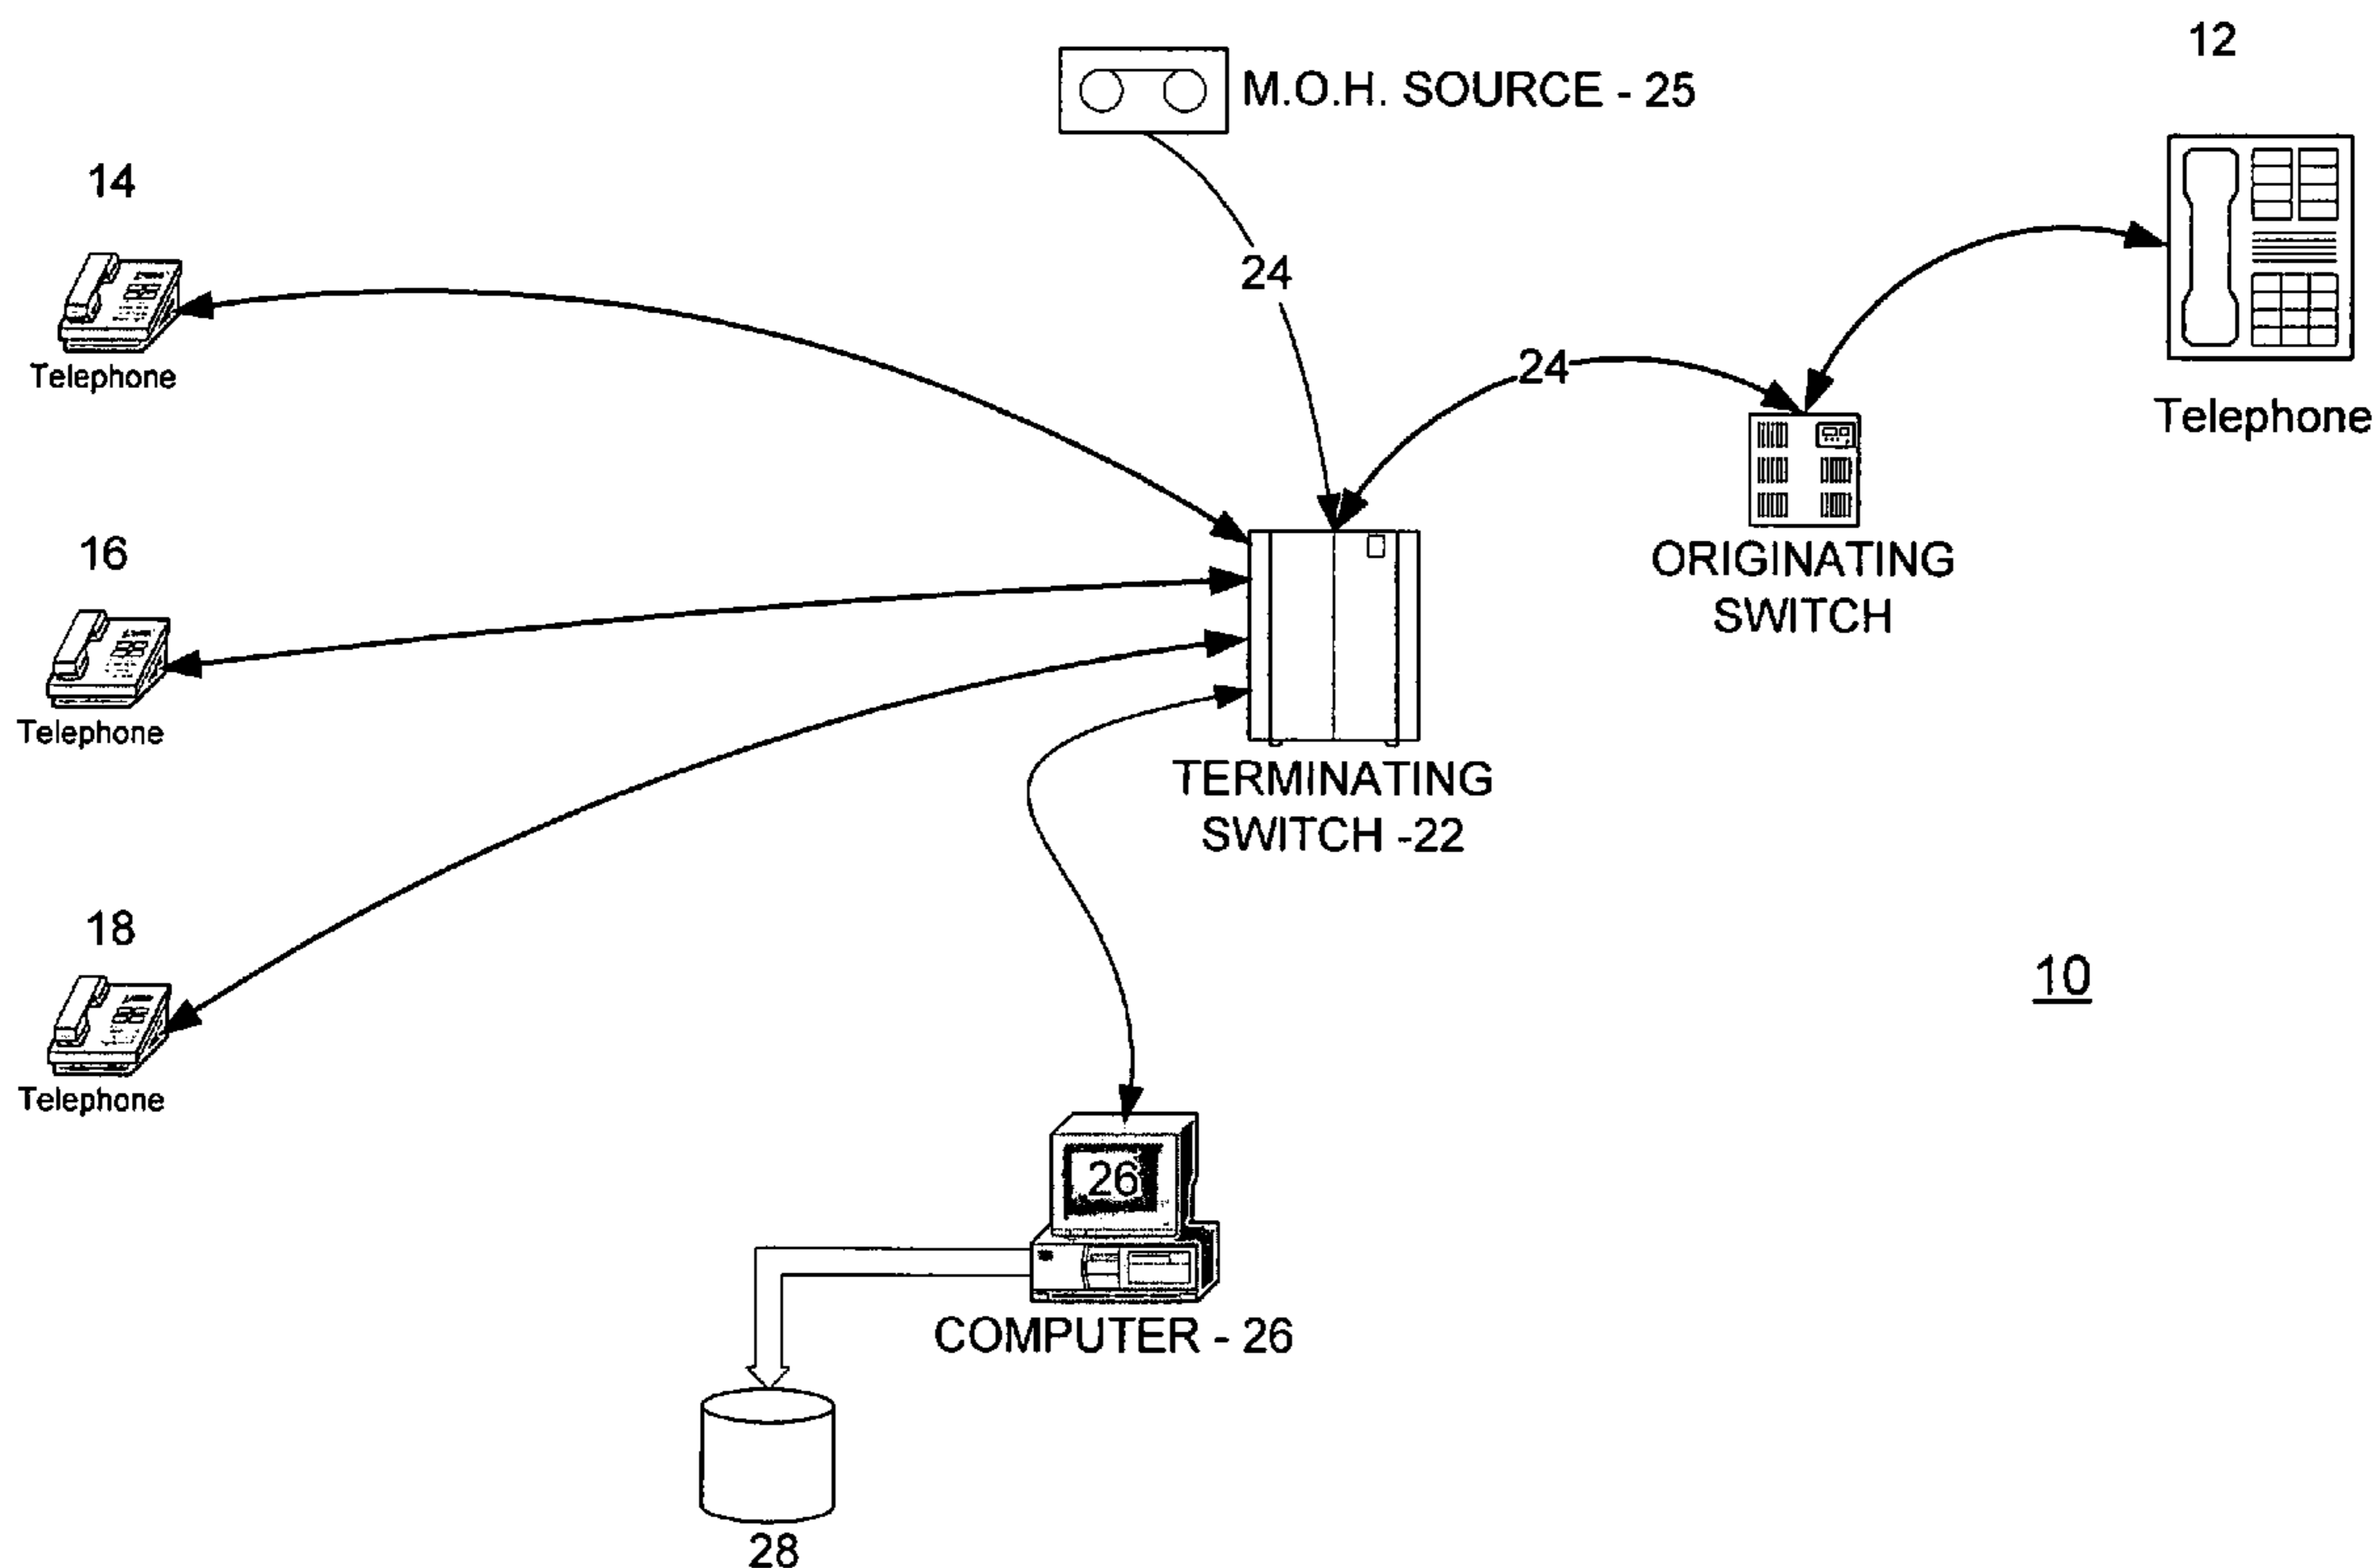 12
M.O.H. SOURCE - 25
14
24
24
Telephone
Telephone
16
ORIGINATING
SWITCH
Telephone
TERMINATING
SWITCH -22
18
10
Telephone
26
COMPUTER - 26
28